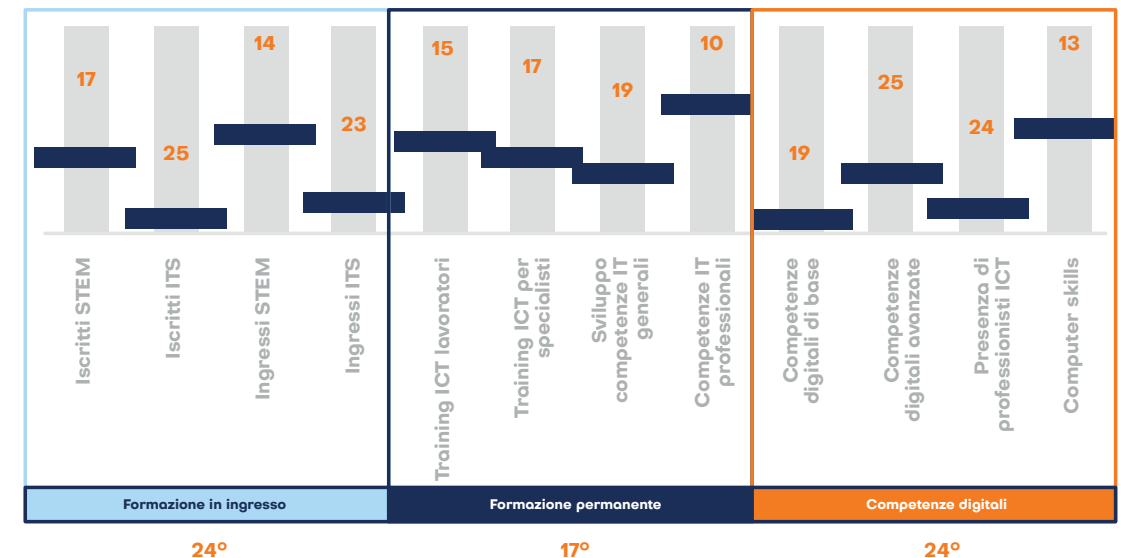 17
25
14
23
15
17
19
10
19
25
24
13
Iscritti STEM
Iscritti ITS
Ingressi STEM
Ingressi ITS
Training ICT lavoratori
Training ICT per
specialisti
Sviluppo
competenze IT
generali
Competenze IT
professionali
Competenze
digitali di base
Competenze
digitali avanzate
Presenza di
professionisti ICT
Computer skills
Formazione in ingresso
Formazione permanente
Competenze digitali
24°
17°
24°